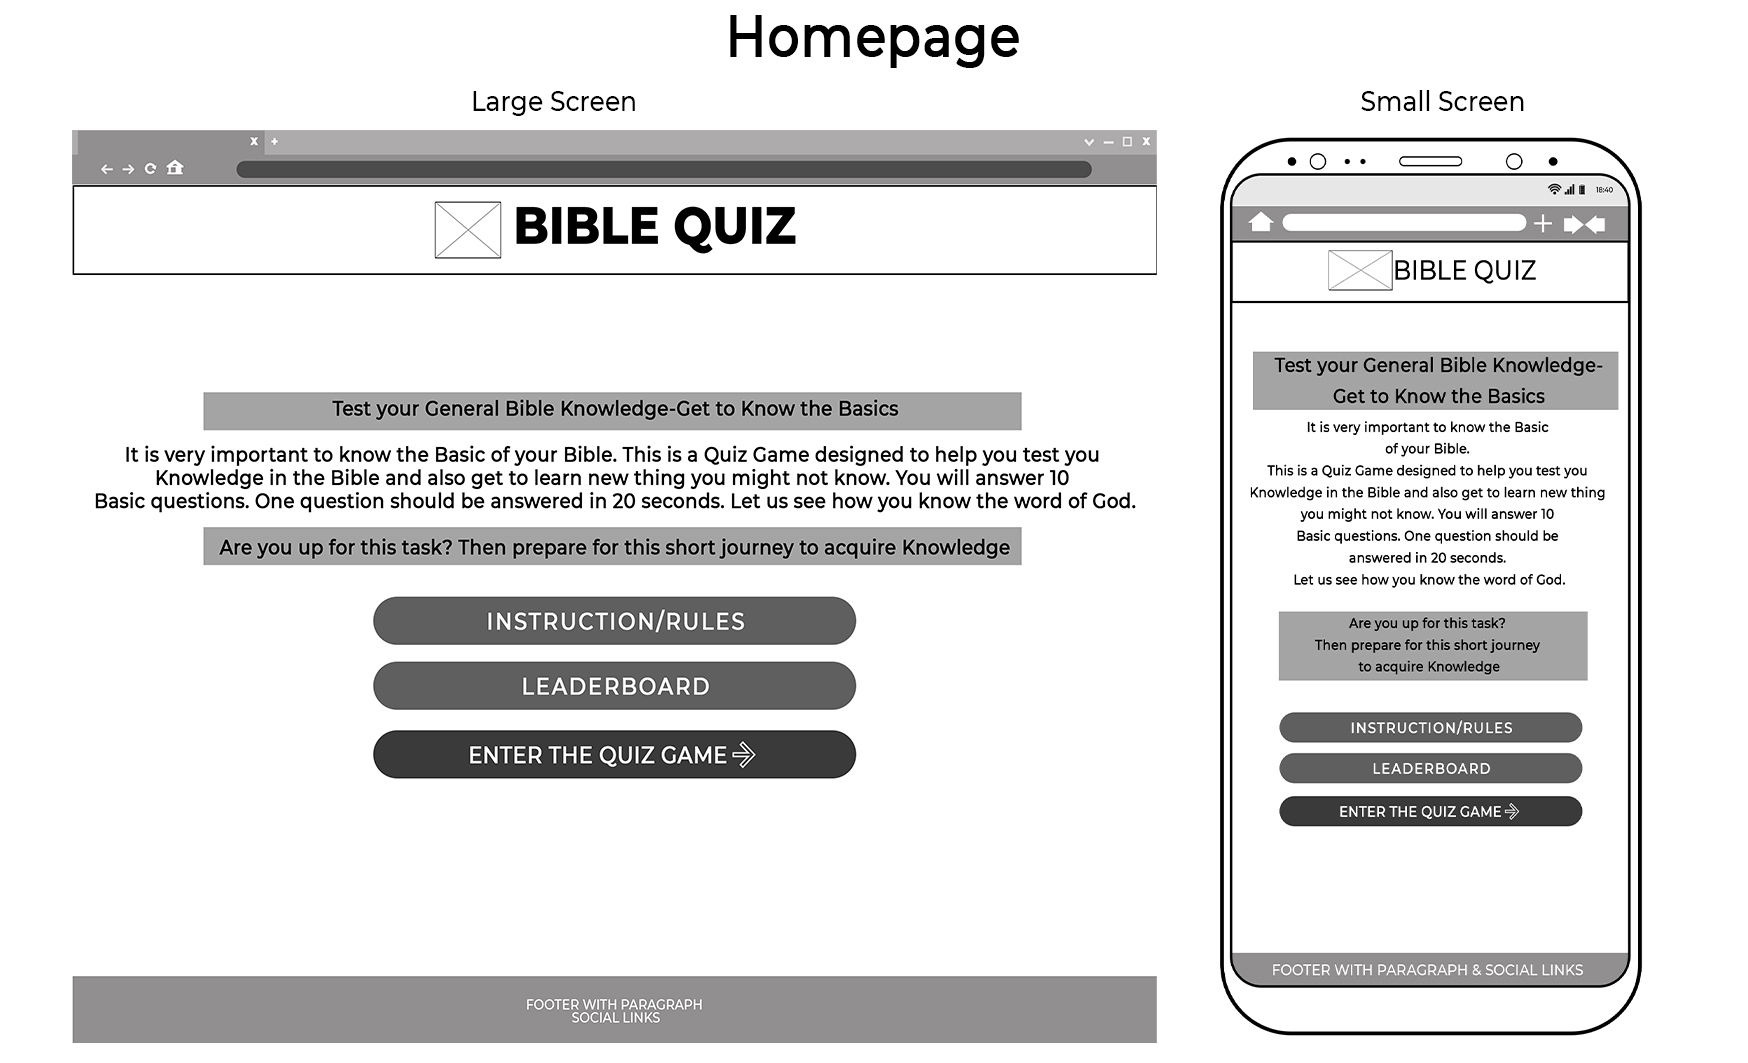 Homepage
Large Screen
x +
x
BIBLE QUIZ
Test your General Bible Knowledge-Get to Know the Basics
It is very important to know the Basic of your Bible. This is a Quiz Game designed to help you test you
Knowledge in the Bible and also get to learn new thing you might not know. You will answer 10
Basic questions. One question should be answered in 20 seconds. Let us see how you know the word of God.
Are you up for this task? Then prepare for this short journey to acquire Knowledge
INSTRUCTION/RULES
LEADERBOARD
ENTER THE QUIZ GAME
FOOTER WITH PARAGRAPH
SOCIAL LINKS
Small Screen
18:40
BIBLE QUIZ
Test your General Bible Knowledge-
Get to Know the Basics
It is very important to know the Basic
of your Bible.
This is a Quiz Game designed to help you test you
Knowledge in the Bible and also get to learn new thing
you might not know. You will answer 10
Basic questions. One question should be
answered in 20 seconds.
Let us see how you know the word of God.
Are you up for this task?
Then prepare for this short journey
to acquire Knowledge
INSTRUCTION/RULES
LEADERBOARD
ENTER THE QUIZ GAME
FOOTER WITH PARAGRAPH & SOCIAL LINKS